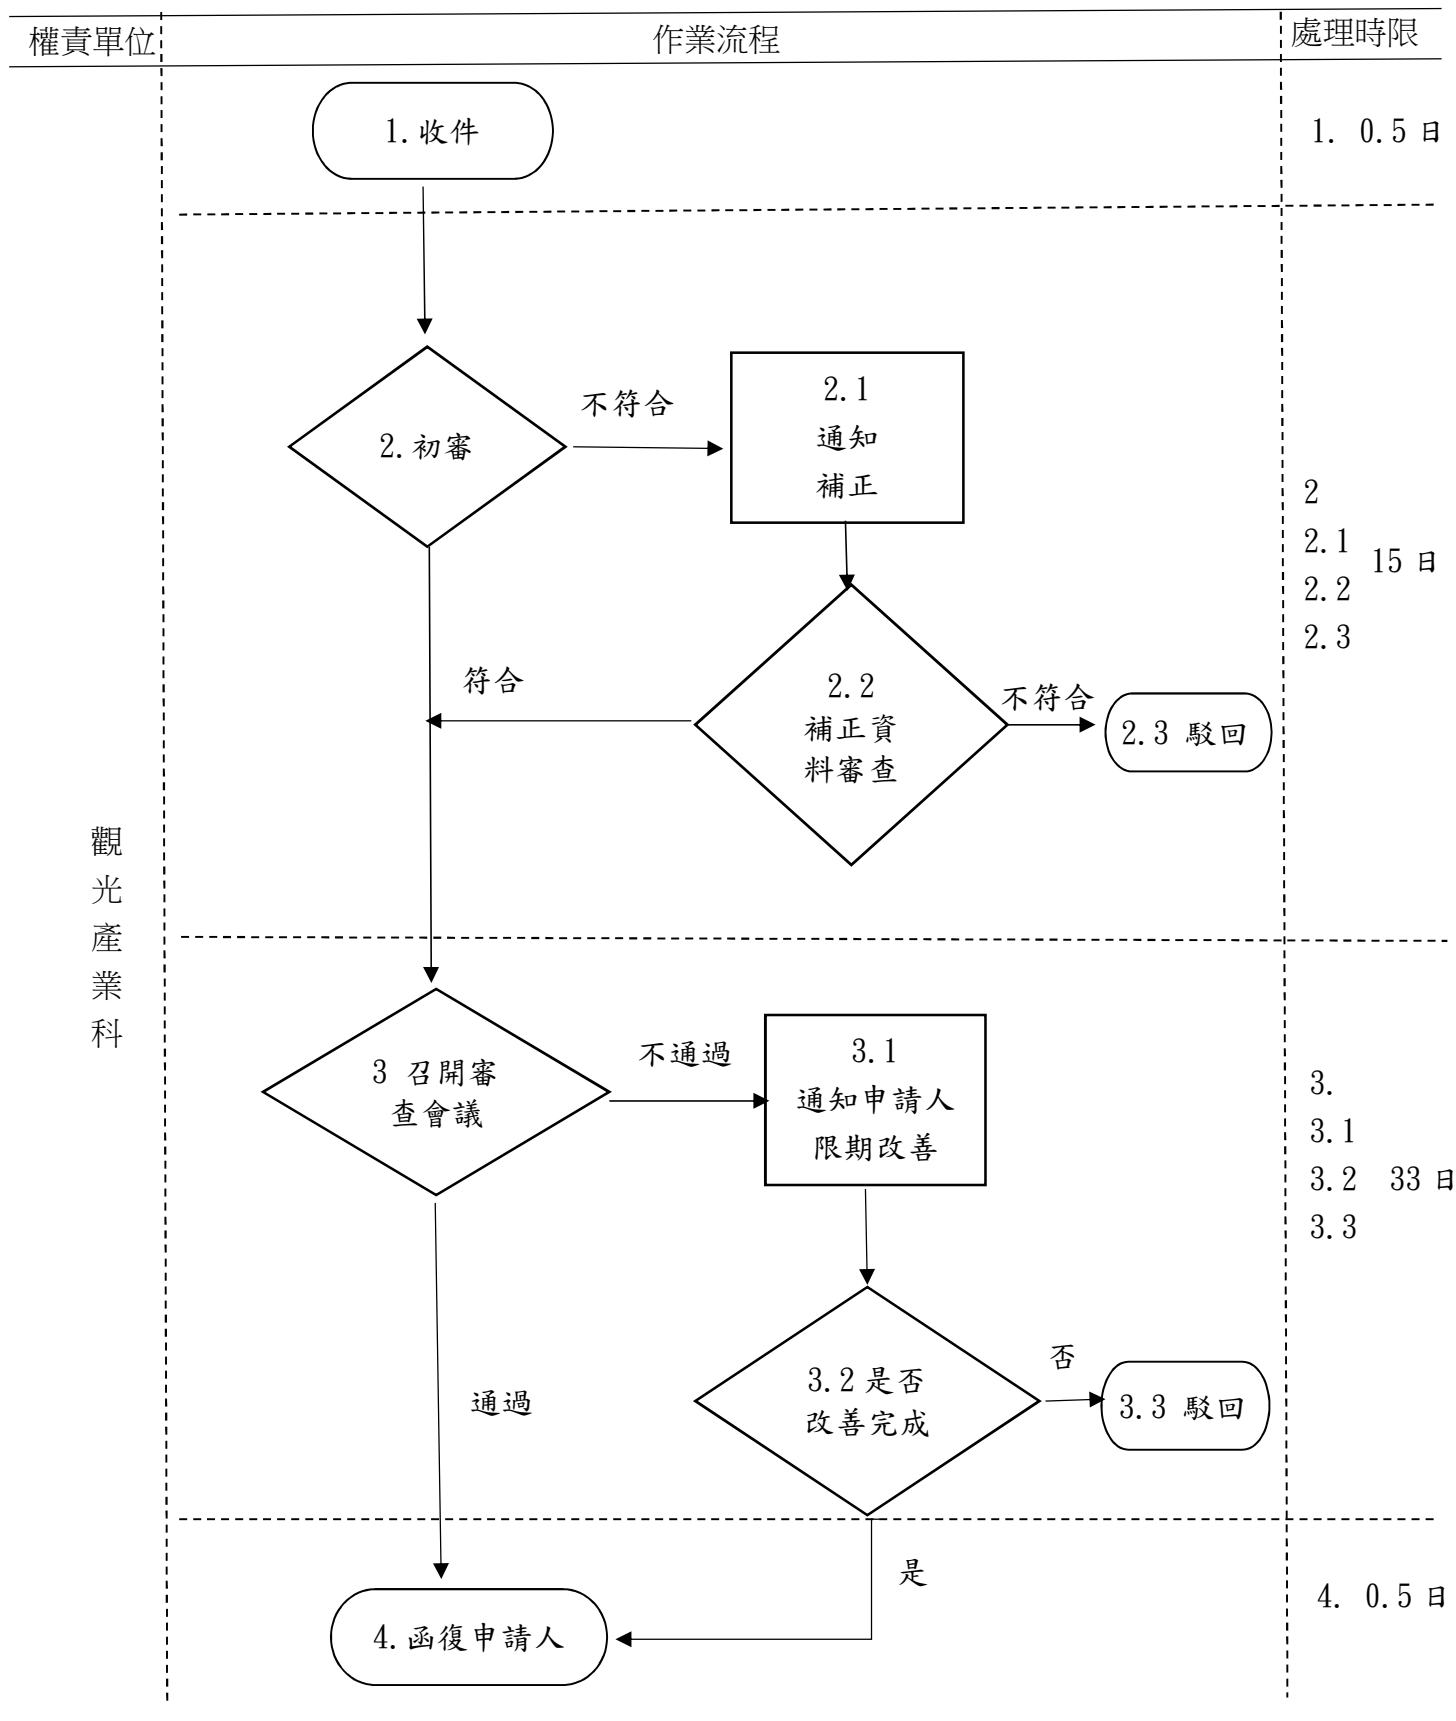 權責單位
作業流程
處理時限
1.收件
1. 0.5 日
2.初審
不符合
2.1
通知
補正
2
2.1
2.2
2.3
15 日
符合
2.2
補正資
料審查
不符合
2.3 駁回
觀
光
產
業
科
3 召開審
查會議
不通過
3.1
通知申請人
限期改善
3.
3.1
3.2 33 日
3.3
通過
3.2 是否
改善完成
否
3.3 駁回
是
4.函復申請人
4. 0.5 日